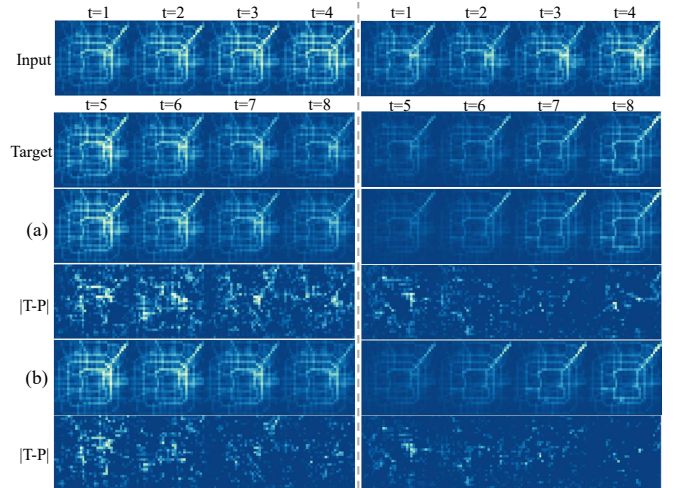 t=1 t=2 t=3 t=4 t=1 t=2 t=3 t=4
Input
t=5 t=6 t=7 t=8 t=5 t=6 t=7 t=8
Target
(a)
|T-P|
(b)
|T-P|